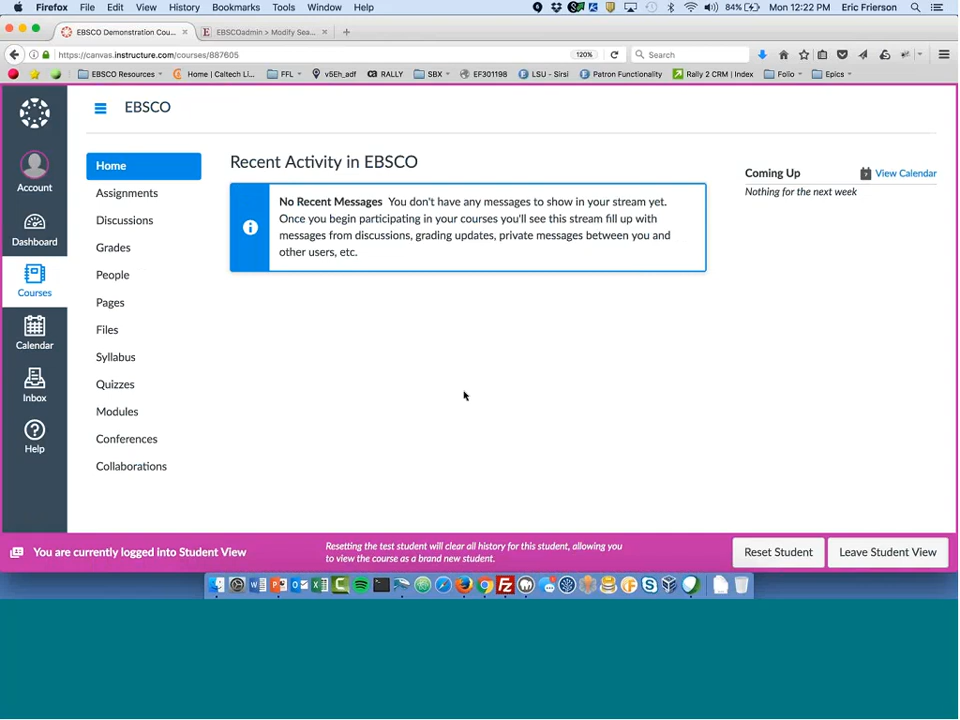 Firefox File Edit View History Bookmarks Tools Window Help 84% Mon 12:22 PM Eric Frierson
EBSCO Demonstration Cou... × EBSCOadmin > Modify Sea... × +
https://canvas.instructure.com/courses/887605 120% Search
EBSCO Resources Home | Caltech Li... FFL v5Eh_adf RALLY SBX EF301198 LSU - Sirsi Patron Functionality Rally 2 CRM | Index Folio Epics
EBSCO
Account
Dashboard
Courses
Calendar
Inbox
Help
Home
Assignments
Discussions
Grades
People
Pages
Files
Syllabus
Quizzes
Modules
Conferences
Collaborations
Recent Activity in EBSCO
No Recent Messages You don't have any messages to show in your stream yet.
Once you begin participating in your courses you'll see this stream fill up with
messages from discussions, grading updates, private messages between you and
other users, etc.
Coming Up View Calendar
Nothing for the next week
You are currently logged into Student View
Resetting the test student will clear all history for this student, allowing you
to view the course as a brand new student.
Reset Student
Leave Student View